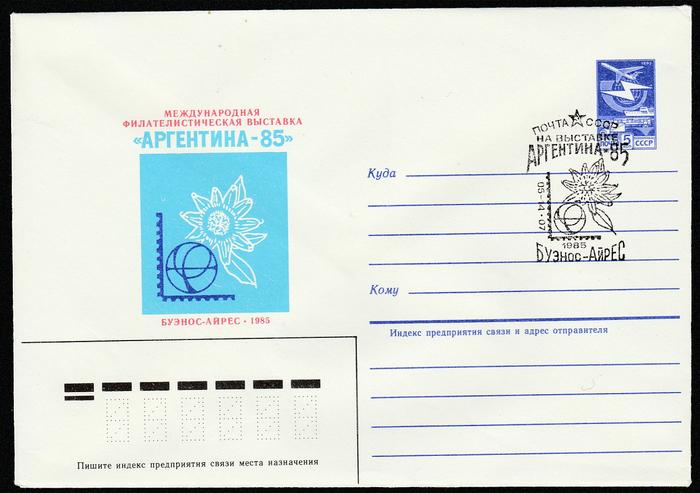 МЕЖДУНАРОДНАЯ
ФИЛАТЕЛИСТИЧЕСКАЯ ВЫСТАВКА
«АРГЕНТИНА-85»
БУЭНОС-АЙРЕС · 1985
ПОЧТА СССР
НА ВЫСТАВКЕ
АРГЕНТИНА-85
05-14·07
1985
БУЭНОС-АЙРЕС
5
СССР
Куда
Кому
Индекс предприятия связи и адрес отправителя
Пишите индекс предприятия связи места назначения